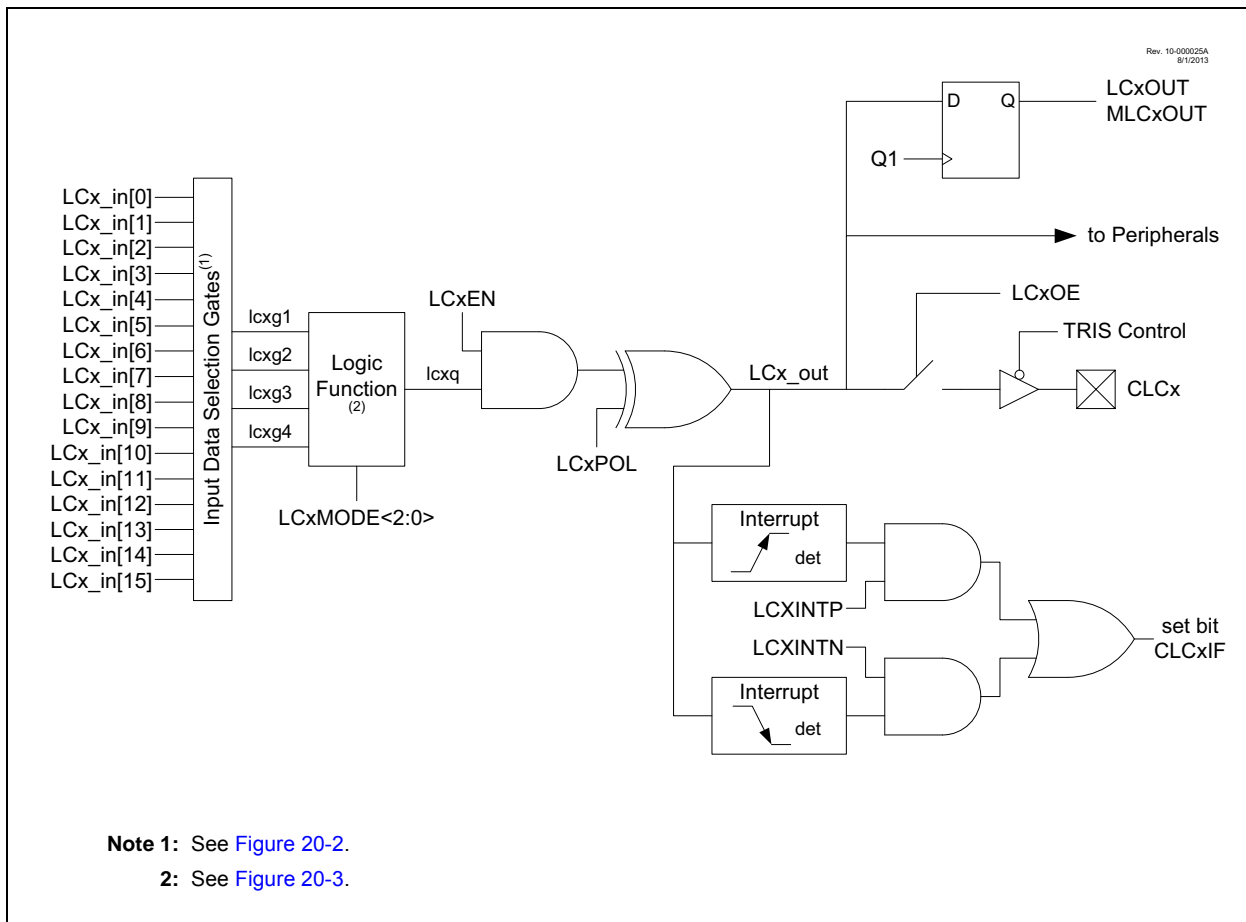 Rev. 10-000025A
8/1/2013
LCxOUT
MLCxOUT
D
Q
Q1
to Peripherals
LCx_in[0]
LCx_in[1]
LCx_in[2]
LCx_in[3]
LCx_in[4]
LCx_in[5]
LCx_in[6]
LCx_in[7]
LCx_in[8]
LCx_in[9]
LCx_in[10]
LCx_in[11]
LCx_in[12]
LCx_in[13]
LCx_in[14]
LCx_in[15]
Input Data Selection Gates(1)
lcxg1
lcxg2
lcxg3
lcxg4
Logic
Function
(2)
LCxMODE<2:0>
lcxq
LCxEN
LCxPOL
LCx_out
LCxOE
TRIS Control
CLCx
Interrupt
det
LCXINTP
LCXINTN
Interrupt
det
set bit
CLCxIF
Note 1: See Figure 20-2.
2: See Figure 20-3.